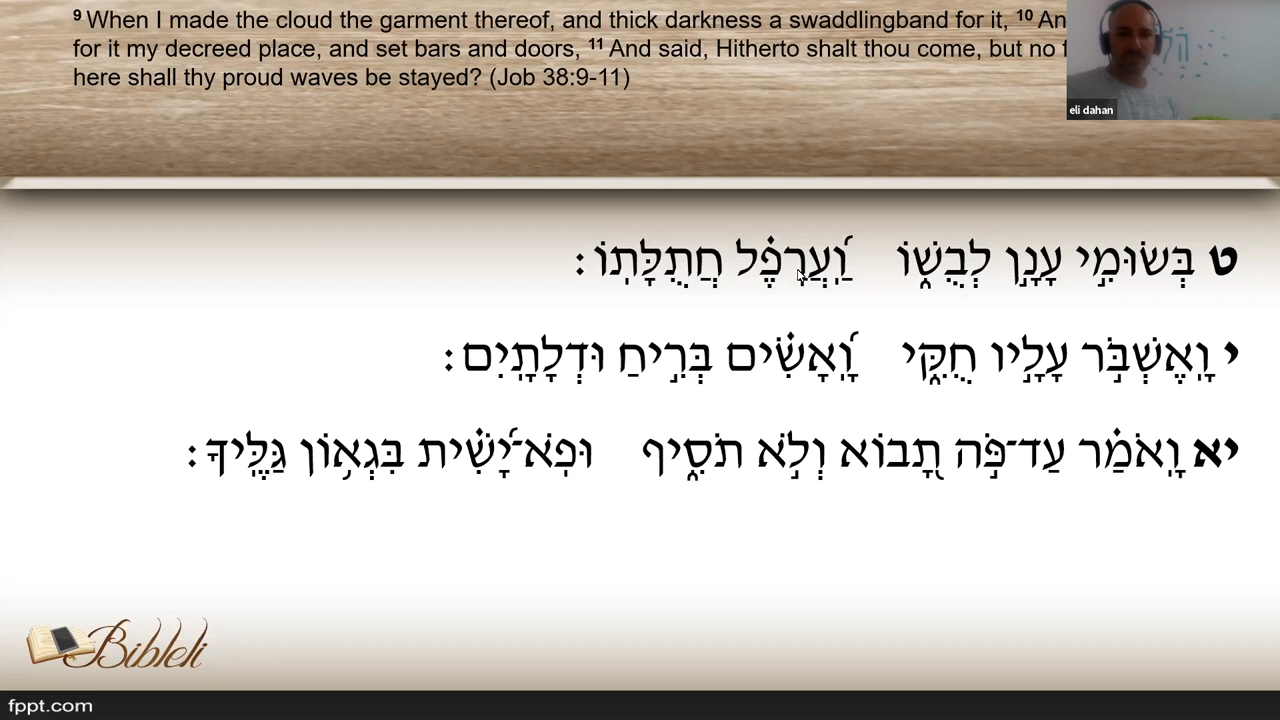 9 When I made the cloud the garment thereof, and thick darkness a swaddlingband for it, 10
for it my decreed place, and set bars and doors, 11 And said, Hitherto shalt thou come, but no
here shall thy proud waves be stayed? (Job 38:9-11)
eli dahan
ט בְּשׂוּמִ֣י עָנָ֣ן לְבֻשׁ֑וֹ וַ֝עֲרָפֶ֗ל חֲתֻלָּתֽוֹ׃
י וָאֶשְׁבֹּ֣ר עָלָ֣יו חֻקִּ֑י וָ֝אָשִׂ֗ים בְּרִ֣יחַ וּדְלָתָֽיִם׃
יא וָאֹמַ֗ר עַד־פֹּ֣ה תָ֭בוֹא וְלֹ֣א תֹסִ֑יף וּפֹא־יָ֝שִׁ֗ית בִּגְא֥וֹן גַּלֶּֽיךָ׃
Bibleli
fppt.com